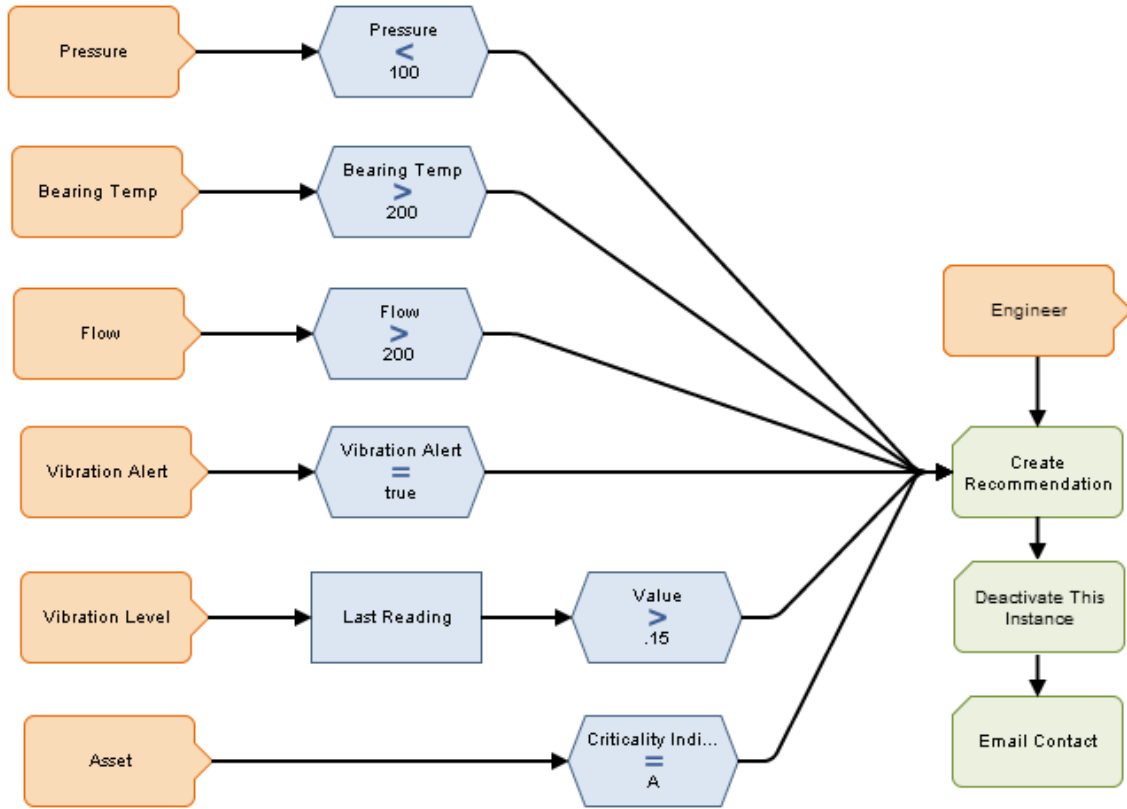 Pressure
Pressure
<
100
Bearing Temp
Bearing Temp
>
200
Flow
Flow
>
200
Engineer
Vibration Alert
Vibration Alert
=
true
Create
Recommendation
Vibration Level
Last Reading
Value
>
.15
Deactivate This
Instance
Asset
Criticality Indi...
=
A
Email Contact